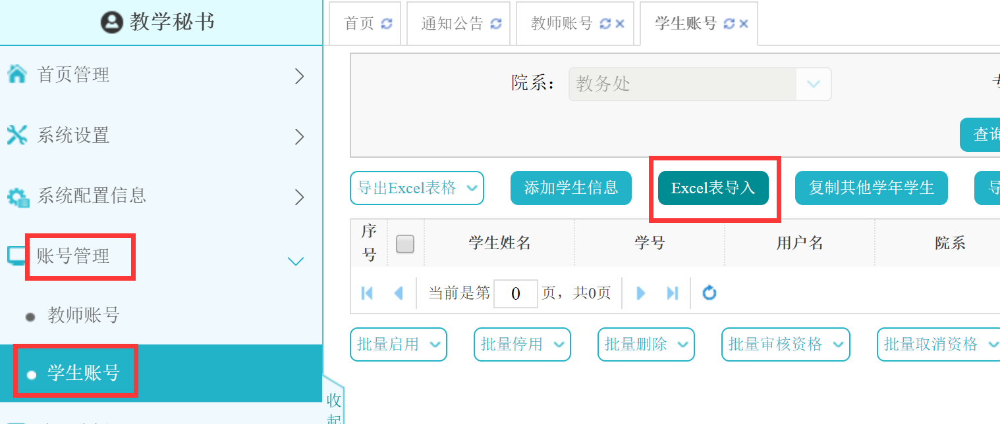 教学秘书
首页管理
系统设置
系统配置信息
账号管理
教师账号
学生账号
收
起
首页 通知公告 教师账号 学生账号
院系： 教务处
查询
导出Excel表格 添加学生信息 Excel表导入 复制其他学年学生 导
序号 学生姓名 学号 用户名 院系
当前是第 0 页，共0页
批量启用 批量停用 批量删除 批量审核资格 批量取消资格